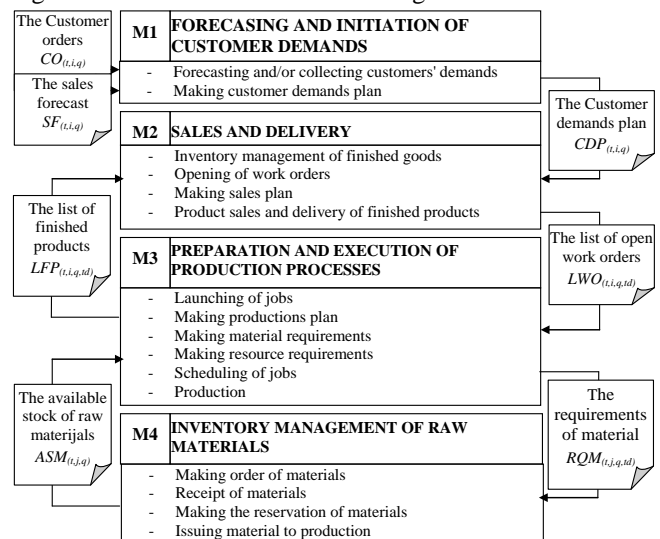 The Customer
orders
CO(t,i,q)
The sales
forecast
SF(t,i,q)
M1 FORECASING AND INITIATION OF
CUSTOMER DEMANDS
- Forecasting and/or collecting customers' demands
- Making customer demands plan
The Customer
demands plan
CDP(t,i,q)
M2 SALES AND DELIVERY
- Inventory management of finished goods
- Opening of work orders
- Making sales plan
- Product sales and delivery of finished products
The list of
finished
products
LFP(t,i,q,td)
The list of open
work orders
LWO(t,i,q,td)
M3 PREPARATION AND EXECUTION OF
PRODUCTION PROCESSES
- Launching of jobs
- Making productions plan
- Making material requirements
- Making resource requirements
- Scheduling of jobs
- Production
The available
stock of raw
materijals
ASM(t,j,q)
The
requirements
of material
RQM(t,j,q,td)
M4 INVENTORY MANAGEMENT OF RAW
MATERIALS
- Making order of materials
- Receipt of materials
- Making the reservation of materials
- Issuing material to production